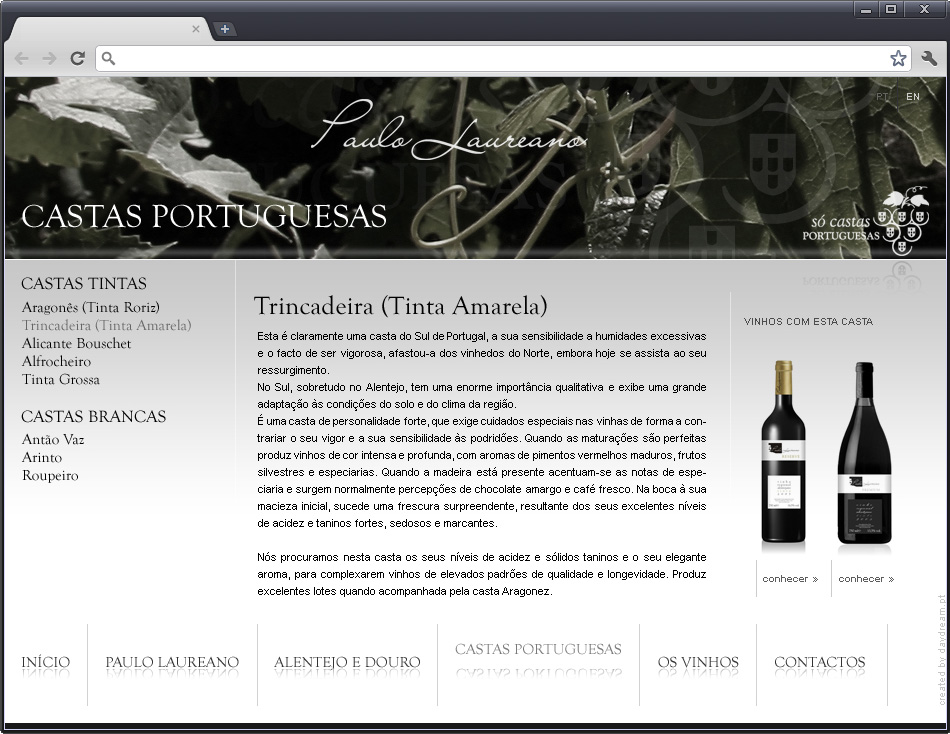 PT EN
Paulo Laureano
CASTAS PORTUGUESAS
só castas
PORTUGUESAS
CASTAS TINTAS
Aragonês (Tinta Roriz)
Trincadeira (Tinta Amarela)
Alicante Bouschet
Alfrocheiro
Tinta Grossa
CASTAS BRANCAS
Antão Vaz
Arinto
Roupeiro
Trincadeira (Tinta Amarela)
Esta é claramente uma casta do Sul de Portugal, a sua sensibilidade a humidades excessivas
e o facto de ser vigorosa, afastou-a dos vinhedos do Norte, embora hoje se assista ao seu
ressurgimento.
No Sul, sobretudo no Alentejo, tem uma enorme importância qualitativa e exibe uma grande
adaptação às condições do solo e do clima da região.
É uma casta de personalidade forte, que exige cuidados especiais nas vinhas de forma a con-
trariar o seu vigor e a sua sensibilidade às podridões. Quando as maturações são perfeitas
produz vinhos de cor intensa e profunda, com aromas de pimentos vermelhos maduros, frutos
silvestres e especiarias. Quando a madeira está presente acentuam-se as notas de espe-
ciaria e surgem normalmente percepções de chocolate amargo e café fresco. Na boca à sua
macieza inicial, sucede uma frescura surpreendente, resultante dos seus excelentes níveis
de acidez e taninos fortes, sedosos e marcantes.
Nós procuramos nesta casta os seus níveis de acidez e sólidos taninos e o seu elegante
aroma, para complexarem vinhos de elevados padrões de qualidade e longevidade. Produz
excelentes lotes quando acompanhada pela casta Aragonez.
VINHOS COM ESTA CASTA
conhecer »
conhecer »
INÍCIO
PAULO LAUREANO
ALENTEJO E DOURO
CASTAS PORTUGUESAS
OS VINHOS
CONTACTOS
created by daydream.pt